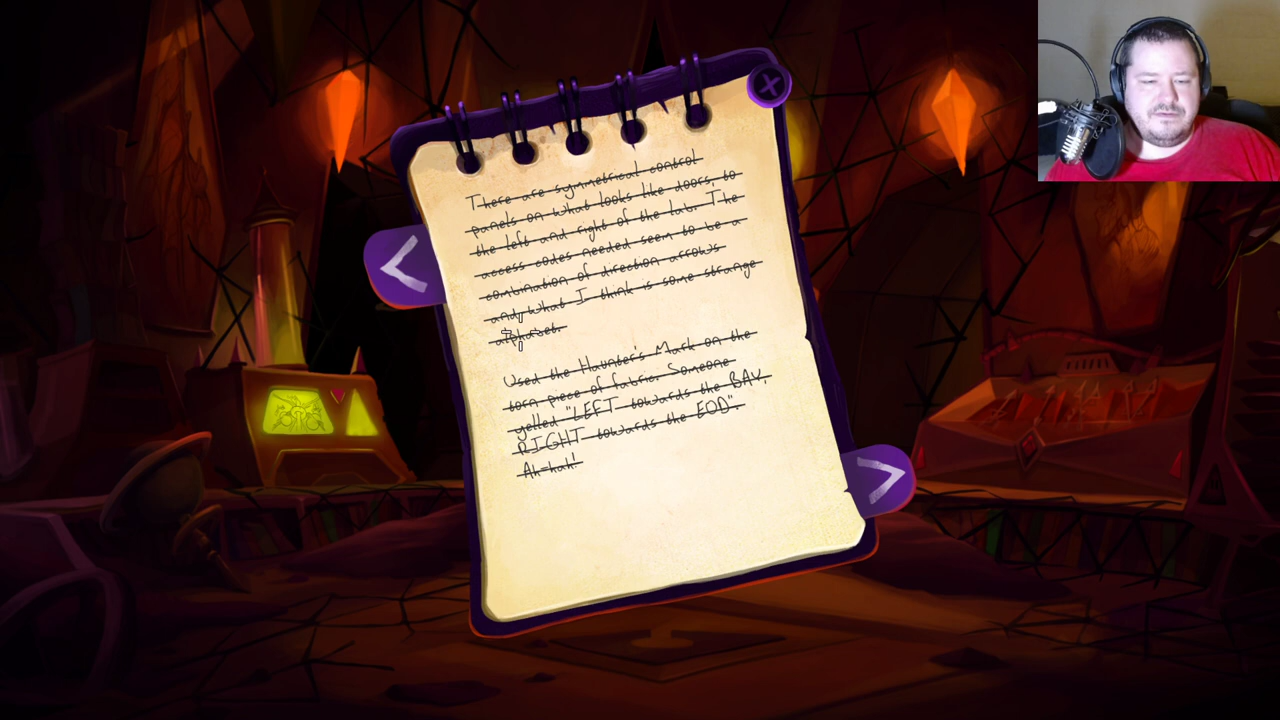 There are symmetrical control
panels on what looks like doors, to
the left and right of the lab. The
access codes needed seem to be a
combination of direction arrows
and what I think is some strange
alphabet.
Used the Haunter's Mark on the
torn piece of fabric. Someone
yelled "LEFT towards the BAY,
RIGHT towards the EOD".
Ah-hah!